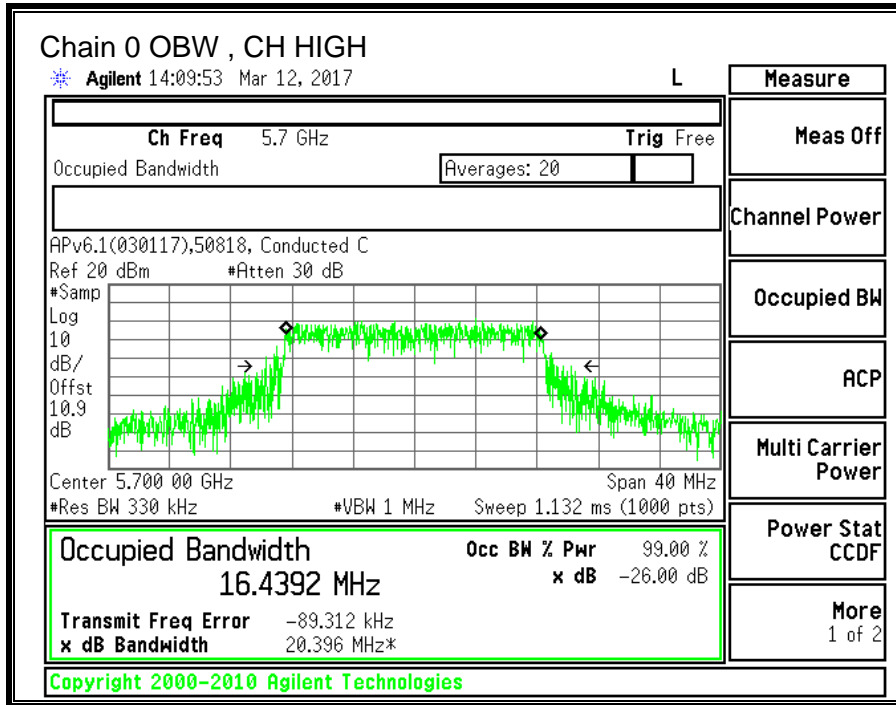 Chain 0 OBW , CH HIGH
Agilent 14:09:53 Mar 12, 2017 L
Measure
Ch Freq 5.7 GHz Trig Free
Occupied Bandwidth Averages: 20
APv6.1(030117),50818, Conducted C
Ref 20 dBm #Atten 30 dB
#Samp
Log
10
dB/
Offst
10.9
dB
Center 5.700 00 GHz Span 40 MHz
#Res BW 330 kHz #VBW 1 MHz Sweep 1.132 ms (1000 pts)
Occupied Bandwidth Occ BW % Pwr 99.00 %
16.4392 MHz x dB -26.00 dB
Transmit Freq Error -89.312 kHz
x dB Bandwidth 20.396 MHz*
Meas Off
Channel Power
Occupied BW
ACP
Multi Carrier
Power
Power Stat
CCDF
More
1 of 2
Copyright 2000-2010 Agilent Technologies